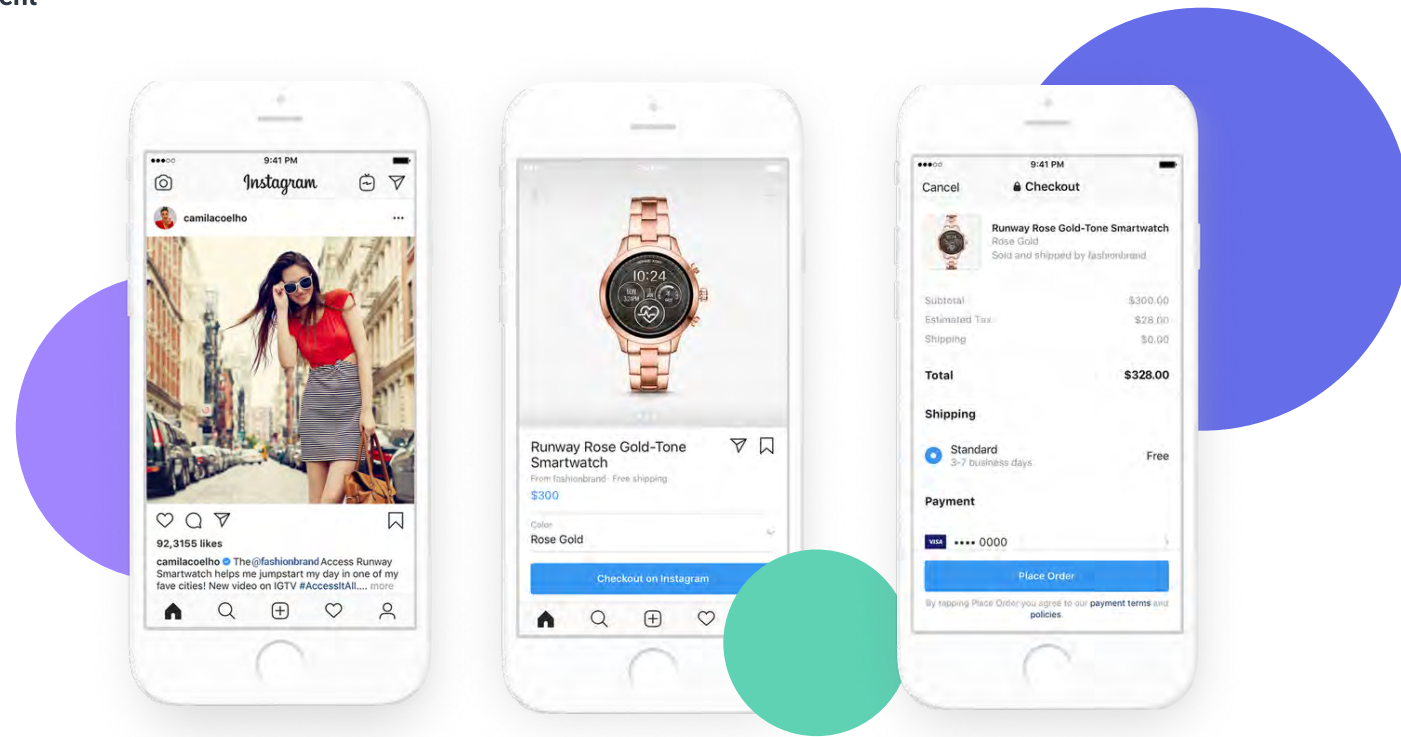 9:41 PM
Instagram
camilacoelho
92,3155 likes
camilacoelho The @fashionbrand Access Runway
Smartwatch helps me jumpstart my day in one of my
fave cities! New video on IGTV #AccessItAll.... more
10:24
Runway Rose Gold-Tone
Smartwatch
From fashionbrand · Free shipping
$300
Color
Rose Gold
Checkout on Instagram
9:41 PM
Cancel
Checkout
Runway Rose Gold-Tone Smartwatch
Rose Gold
Sold and shipped by fashionbrand
Subtotal $300.00
Estimated Tax $28.00
Shipping $0.00
Total $328.00
Shipping
Standard Free
3-7 business days
Payment
VISA •••• 0000
Place Order
By tapping Place Order you agree to our payment terms and
policies